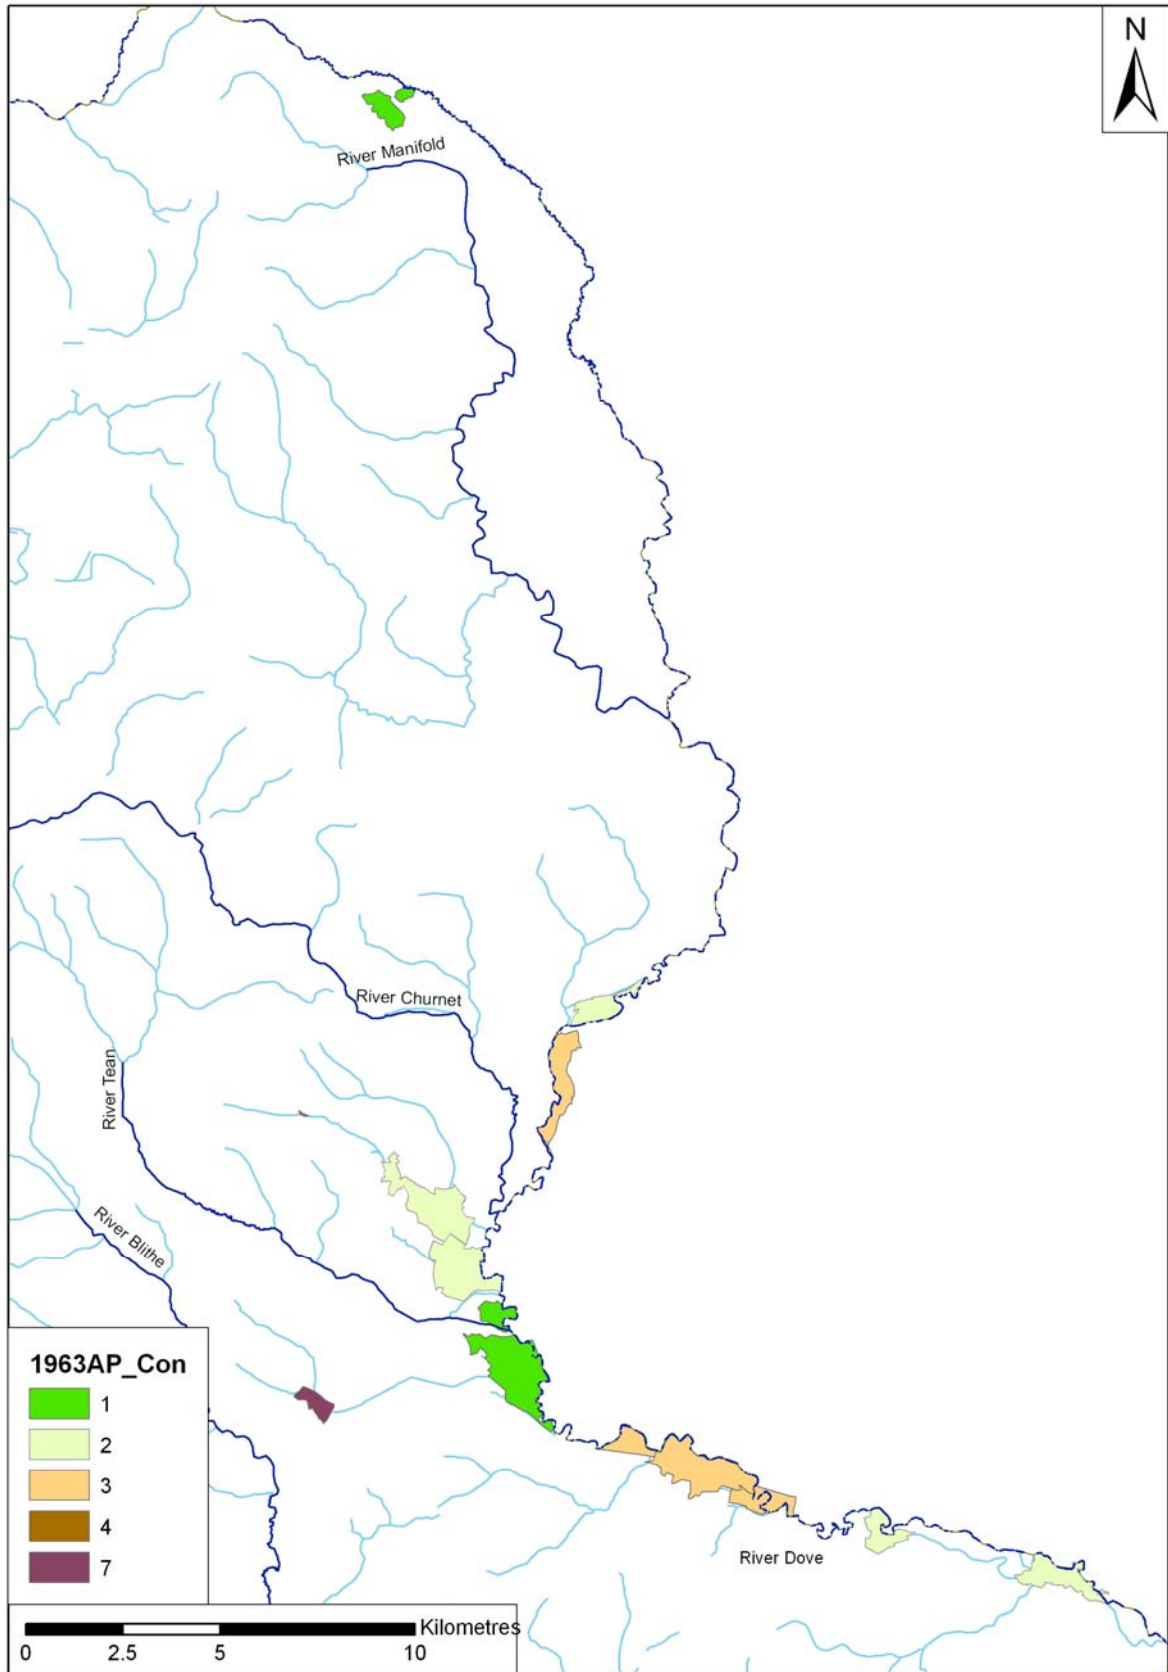 N
River Manifold
River Churnet
River Tean
River Blithe
River Dove
1963AP_Con
1
2
3
4
7
Kilometres
0 2.5 5 10